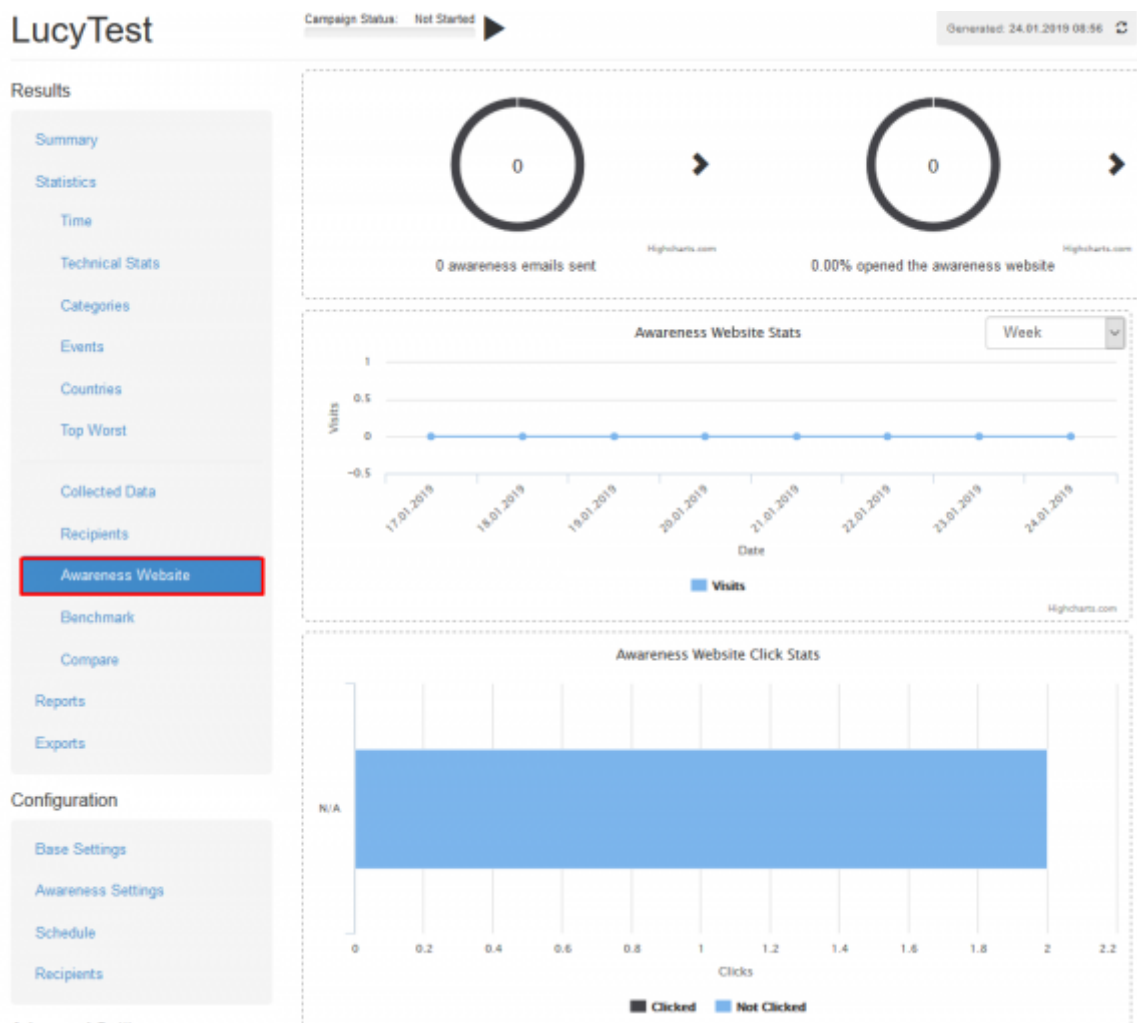 LucyTest
Campaign Status: Not Started
Generated: 24.01.2019 08:56
Results
Summary
Statistics
Time
Technical Stats
Categories
Events
Countries
Top Worst
Collected Data
Recipients
Awareness Website
Benchmark
Compare
Reports
Exports
Configuration
Base Settings
Awareness Settings
Schedule
Recipients
0
Highcharts.com
0 awareness emails sent
0
Highcharts.com
0.00% opened the awareness website
Awareness Website Stats
Week
Visits
1
0.5
0
-0.5
17.01.2019
18.01.2019
19.01.2019
20.01.2019
21.01.2019
22.01.2019
23.01.2019
24.01.2019
Date
Visits
Highcharts.com
Awareness Website Click Stats
N/A
0 0.2 0.4 0.6 0.8 1 1.2 1.4 1.6 1.8 2 2.2
Clicks
Clicked Not Clicked